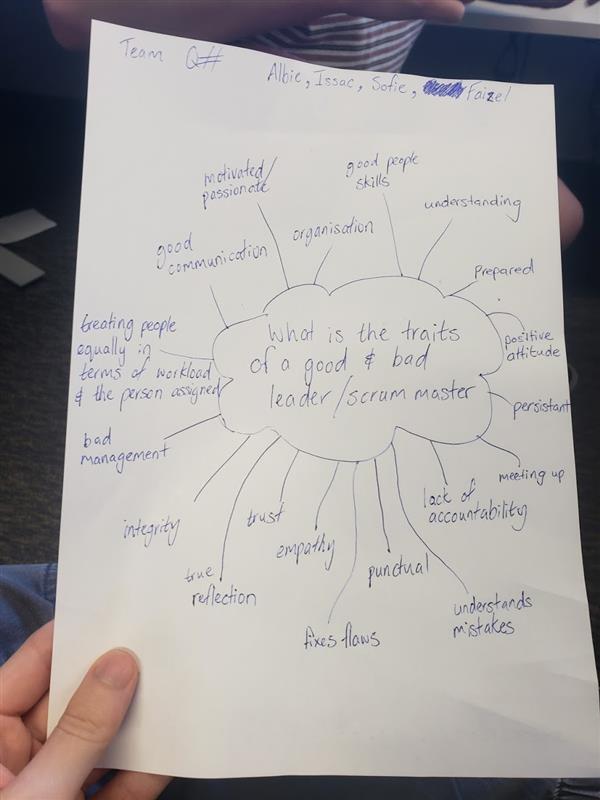 Team Q#
Albie, Issac, Sofie, Faizel
motivated/
passionate
good people
skills
understanding
good
communication
organisation
prepared
treating people
equally in
terms of workload
& the person assigned
What is the traits
of a good & bad
leader/scrum master
positive
attitude
persistant
bad
management
meeting up
lack of
accountability
integrity
trust
empathy
punctual
true
reflection
understands
mistakes
fixes flaws